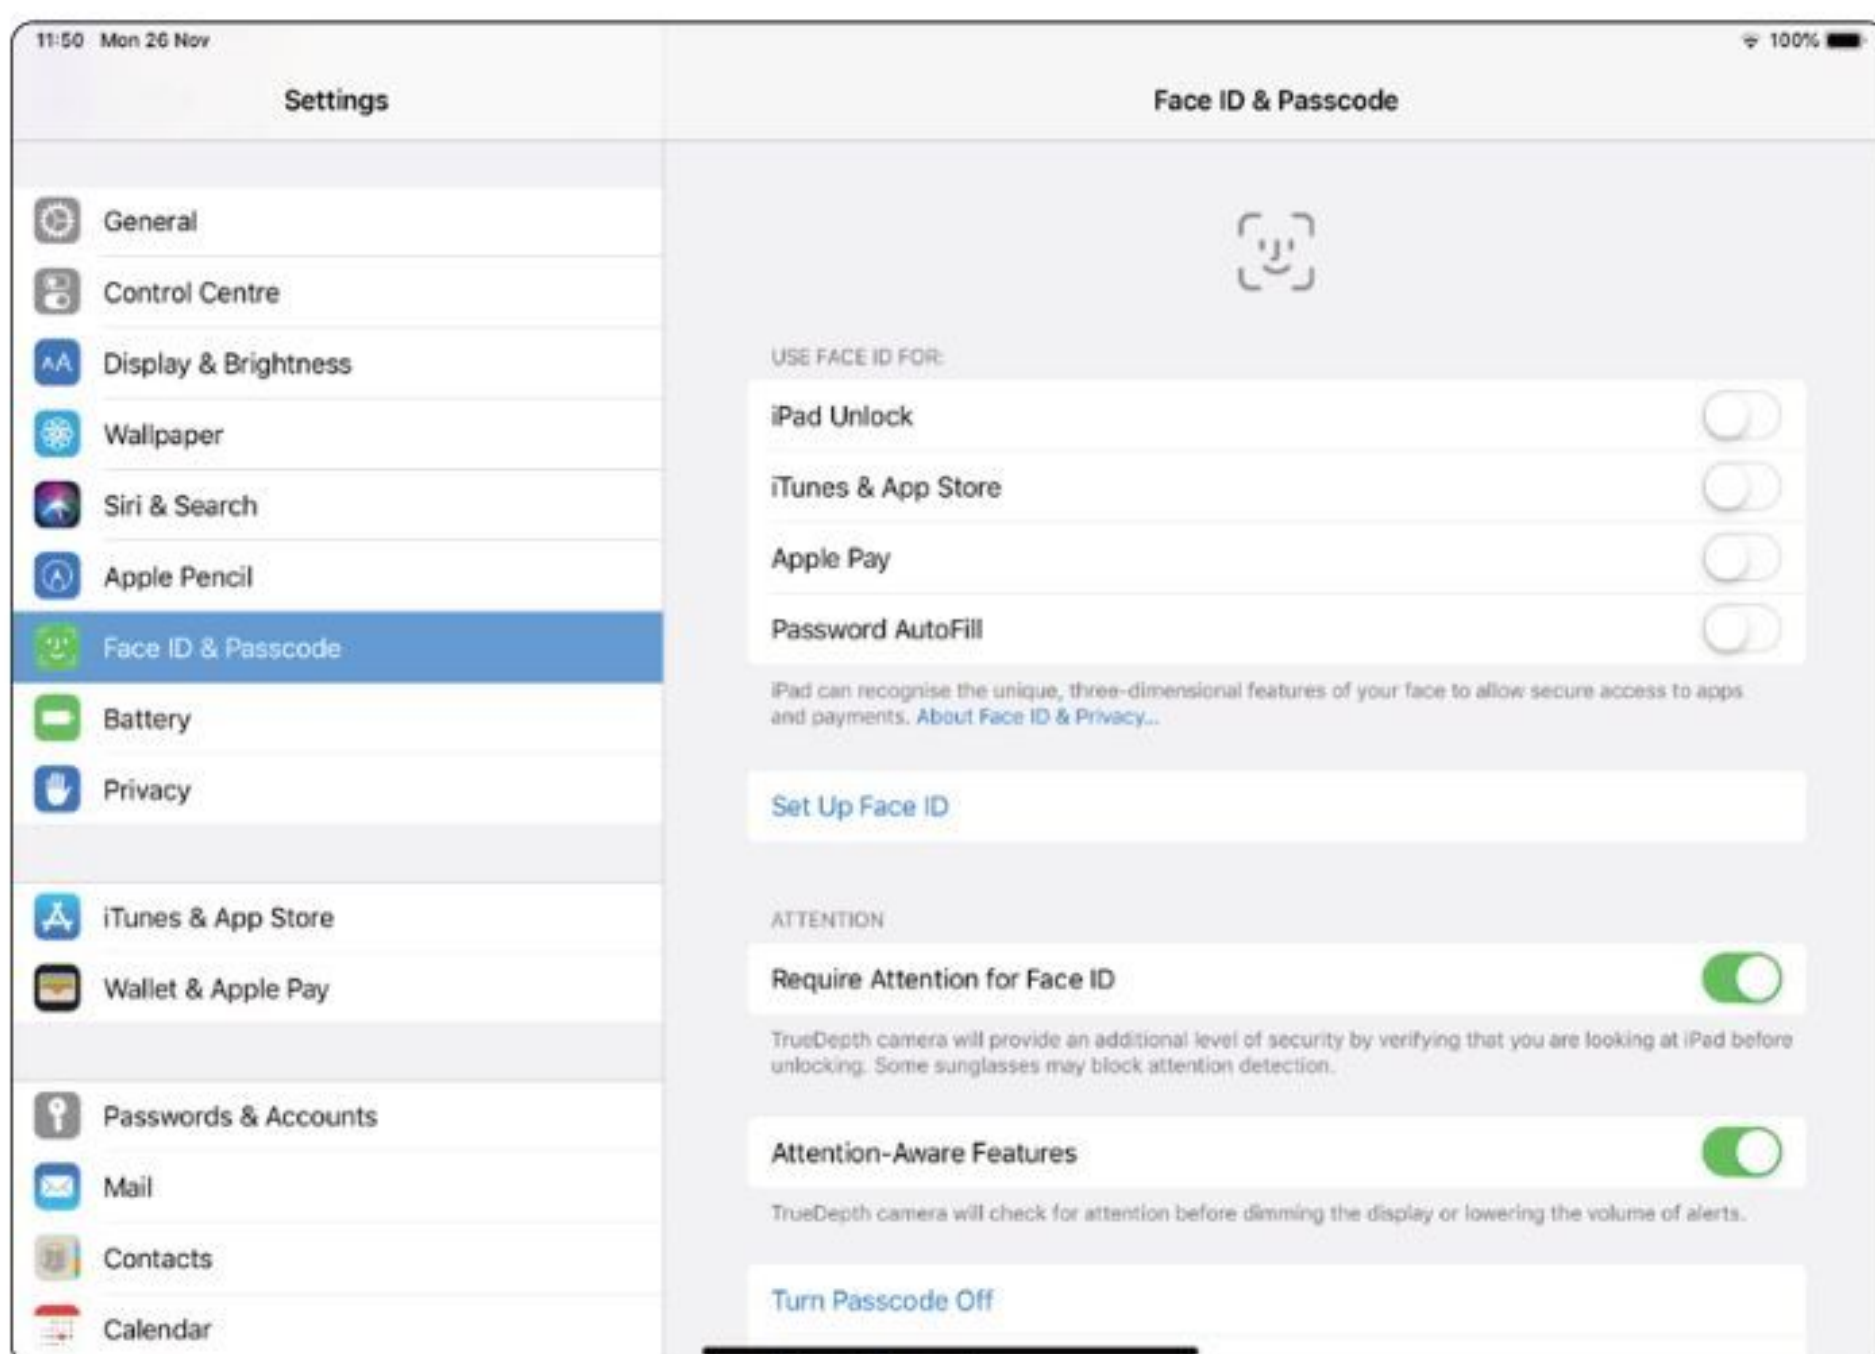 11:50 Mon 26 Nov
100%
Settings
Face ID & Passcode
General
Control Centre
Display & Brightness
Wallpaper
Siri & Search
Apple Pencil
Face ID & Passcode
Battery
Privacy
iTunes & App Store
Wallet & Apple Pay
Passwords & Accounts
Mail
Contacts
Calendar
USE FACE ID FOR:
iPad Unlock
iTunes & App Store
Apple Pay
Password AutoFill
iPad can recognise the unique, three-dimensional features of your face to allow secure access to apps
and payments. About Face ID & Privacy...
Set Up Face ID
ATTENTION
Require Attention for Face ID
TrueDepth camera will provide an additional level of security by verifying that you are looking at iPad before
unlocking. Some sunglasses may block attention detection.
Attention-Aware Features
TrueDepth camera will check for attention before dimming the display or lowering the volume of alerts.
Turn Passcode Off